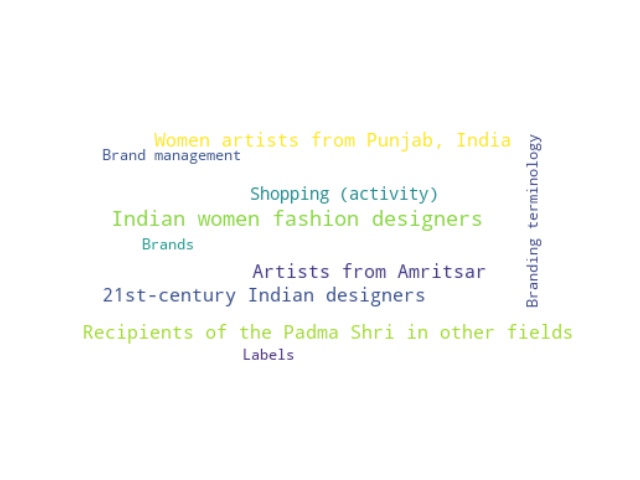 Women artists from Punjab, India
Brand management
Branding terminology
Shopping (activity)
Indian women fashion designers
Brands
Artists from Amritsar
21st-century Indian designers
Recipients of the Padma Shri in other fields
Labels